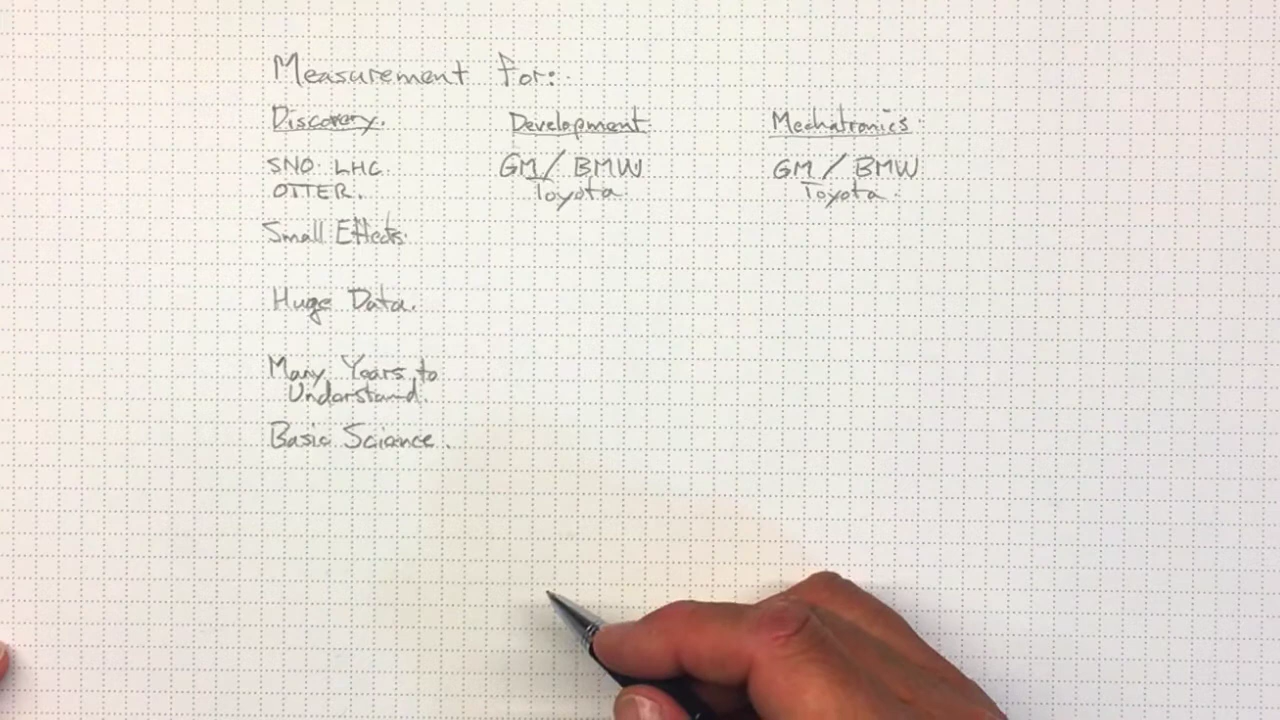 Measurement for:
Discovery. Development Mechatronics
SNO LHC. GM / BMW GM / BMW
OTTER. Toyota Toyota
Small Effects
Huge Data.
Many Years to
Understand.
Basic Science.